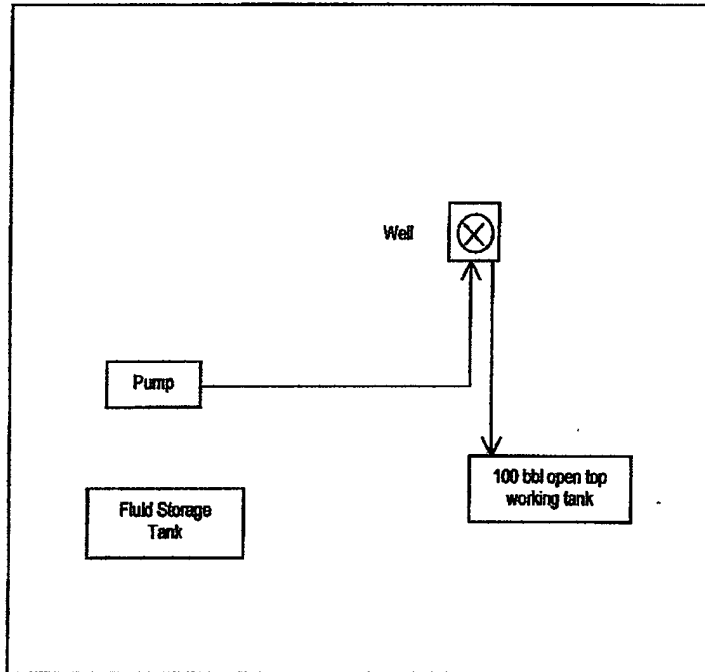 Well
Pump
100 bbl open top
working tank
Fluid Storage
Tank